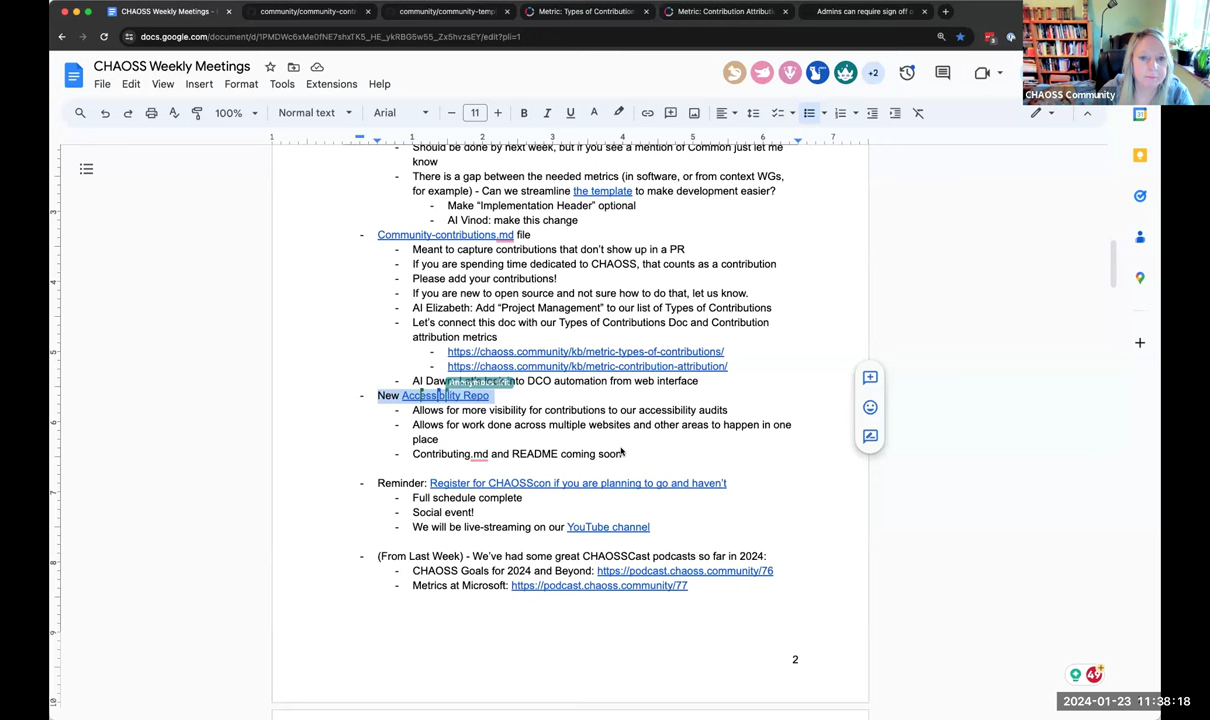 CHAOSS Weekly Meetings -
community/community-cont
community/community-temp
Metric: Types of Contribution
Metric: Contribution Attributi
Admins can require sign off o
docs.google.com/document/d/1PMDWc6xMe0fNE7shxTK5_HE_ykRBG5w55_Zx5hvzsEY/edit?pli=1
CHAOSS Weekly Meetings
File Edit View Insert Format Tools Extensions Help
+2
CHAOSS Community
100% Normal text Arial 11
1 1 2 3 4 5 6 7
Should be done by next week, but if you see a mention of Common just let me
know
- There is a gap between the needed metrics (in software, or from context WGs,
for example) - Can we streamline the template to make development easier?
- Make “Implementation Header” optional
- AI Vinod: make this change
- Community-contributions.md file
- Meant to capture contributions that don’t show up in a PR
- If you are spending time dedicated to CHAOSS, that counts as a contribution
- Please add your contributions!
- If you are new to open source and not sure how to do that, let us know.
- AI Elizabeth: Add “Project Management” to our list of Types of Contributions
- Let’s connect this doc with our Types of Contributions Doc and Contribution
attribution metrics
- https://chaoss.community/kb/metric-types-of-contributions/
- https://chaoss.community/kb/metric-contribution-attribution/
- AI Dawn into DCO automation from web interface
- New Accessibility Repo
- Allows for more visibility for contributions to our accessibility audits
- Allows for work done across multiple websites and other areas to happen in one
place
- Contributing.md and README coming soon
- Reminder: Register for CHAOSScon if you are planning to go and haven’t
- Full schedule complete
- Social event!
- We will be live-streaming on our YouTube channel
- (From Last Week) - We’ve had some great CHAOSSCast podcasts so far in 2024:
- CHAOSS Goals for 2024 and Beyond: https://podcast.chaoss.community/76
- Metrics at Microsoft: https://podcast.chaoss.community/77
2
49
2024-01-23 11:38:18